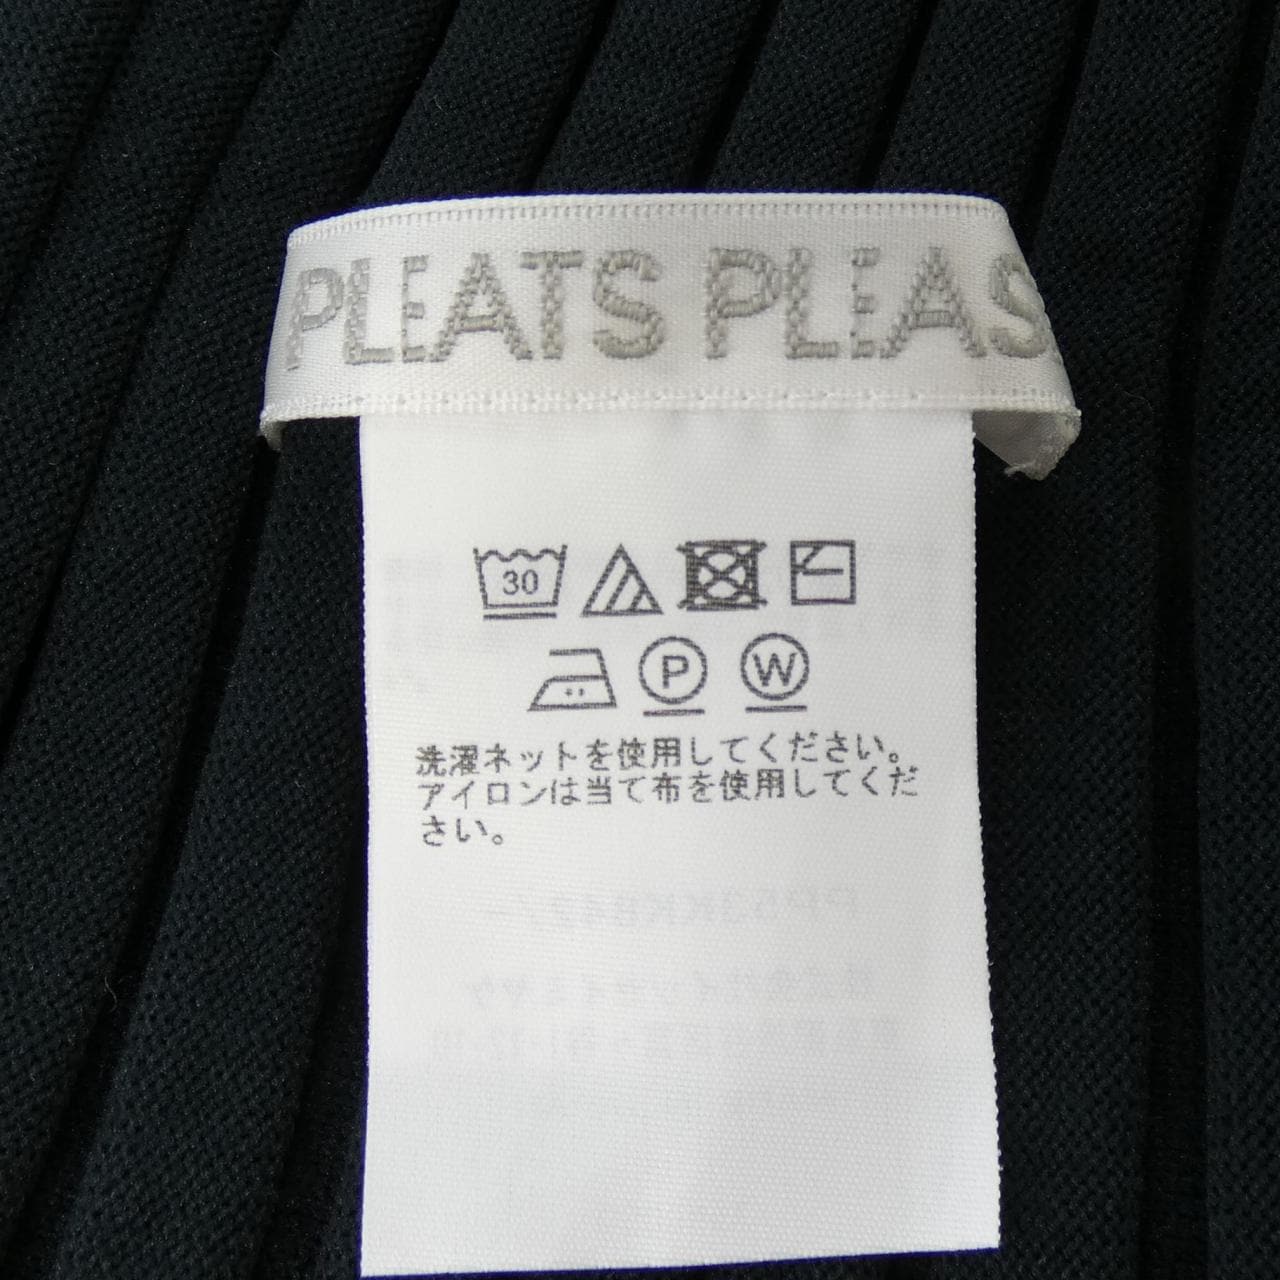 PLEATS PLEAS
30
P W
洗濯ネットを使用してください。
アイロンは当て布を使用してくだ
さい。